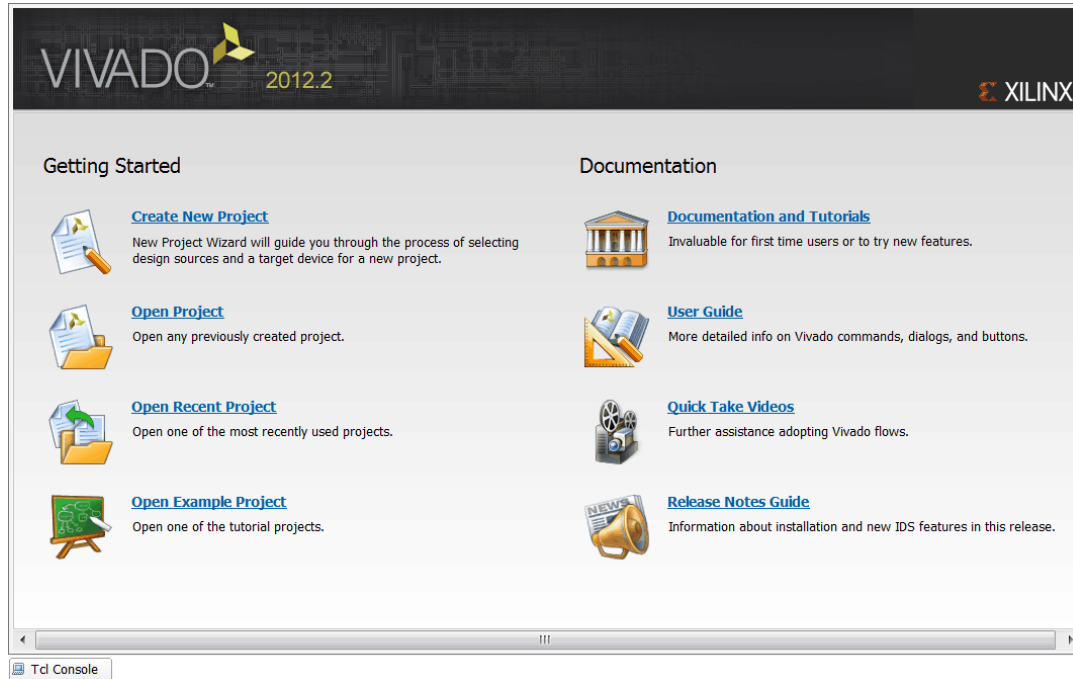 VIVADO™ 2012.2
XILINX
Getting Started
Create New Project
New Project Wizard will guide you through the process of selecting
design sources and a target device for a new project.
Open Project
Open any previously created project.
Open Recent Project
Open one of the most recently used projects.
Open Example Project
Open one of the tutorial projects.
Documentation
Documentation and Tutorials
Invaluable for first time users or to try new features.
User Guide
More detailed info on Vivado commands, dialogs, and buttons.
Quick Take Videos
Further assistance adopting Vivado flows.
NEWS
Release Notes Guide
Information about installation and new IDS features in this release.
Tcl Console